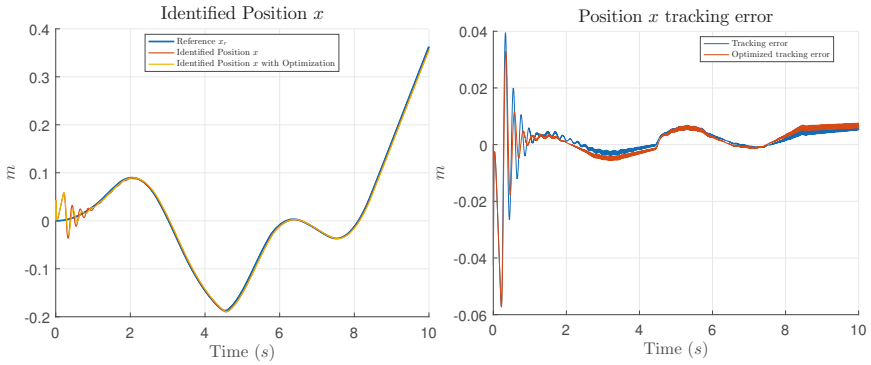 Identified Position x
Reference x_r
Identified Position x
Identified Position x with Optimization
0.4
0.3
0.2
0.1
0
-0.1
-0.2
m
0
2
4
6
8
10
Time (s)
Position x tracking error
Tracking error
Optimized tracking error
0.04
0.02
0
-0.02
-0.04
-0.06
m
0
2
4
6
8
10
Time (s)